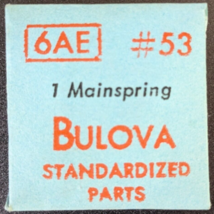 6AE #53
1 Mainspring
BULOVA
STANDARDIZED
PARTS